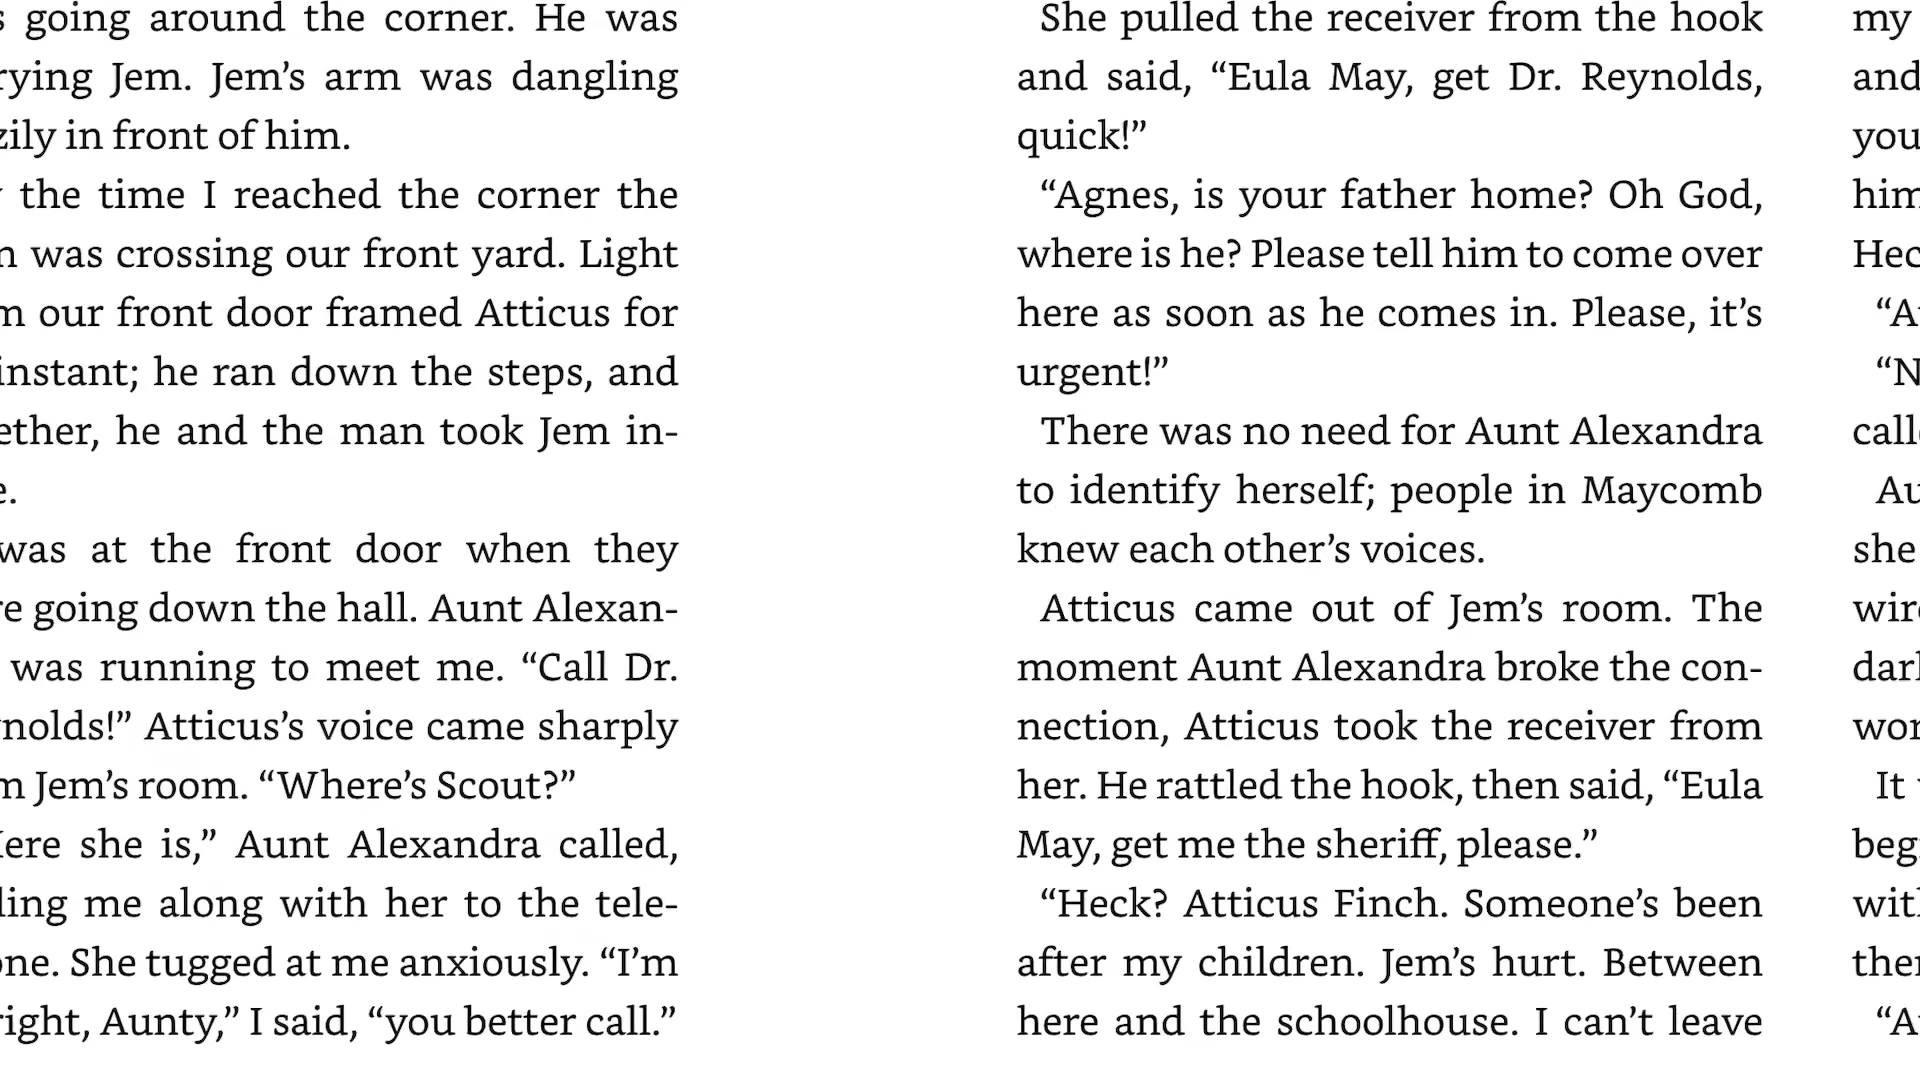 going around the corner. He was
Jem. Jem’s arm was dangling
in front of him.
the time I reached the corner the
was crossing our front yard. Light
our front door framed Atticus for
instant; he ran down the steps, and
he and the man took Jem in-
was at the front door when they
going down the hall. Aunt Alexan-
was running to meet me. “Call Dr.
Atticus’s voice came sharply
Jem’s room. “Where’s Scout?”
she is,” Aunt Alexandra called,
me along with her to the tele-
She tugged at me anxiously. “I’m
right, Aunty,” I said, “you better call.”
She pulled the receiver from the hook
and said, “Eula May, get Dr. Reynolds,
quick!”
“Agnes, is your father home? Oh God,
where is he? Please tell him to come over
here as soon as he comes in. Please, it’s
urgent!”
There was no need for Aunt Alexandra
to identify herself; people in Maycomb
knew each other’s voices.
Atticus came out of Jem’s room. The
moment Aunt Alexandra broke the con-
nection, Atticus took the receiver from
her. He rattled the hook, then said, “Eula
May, get me the sheriff, please.”
“Heck? Atticus Finch. Someone’s been
after my children. Jem’s hurt. Between
here and the schoolhouse. I can’t leave
my
and
you
him
she
It